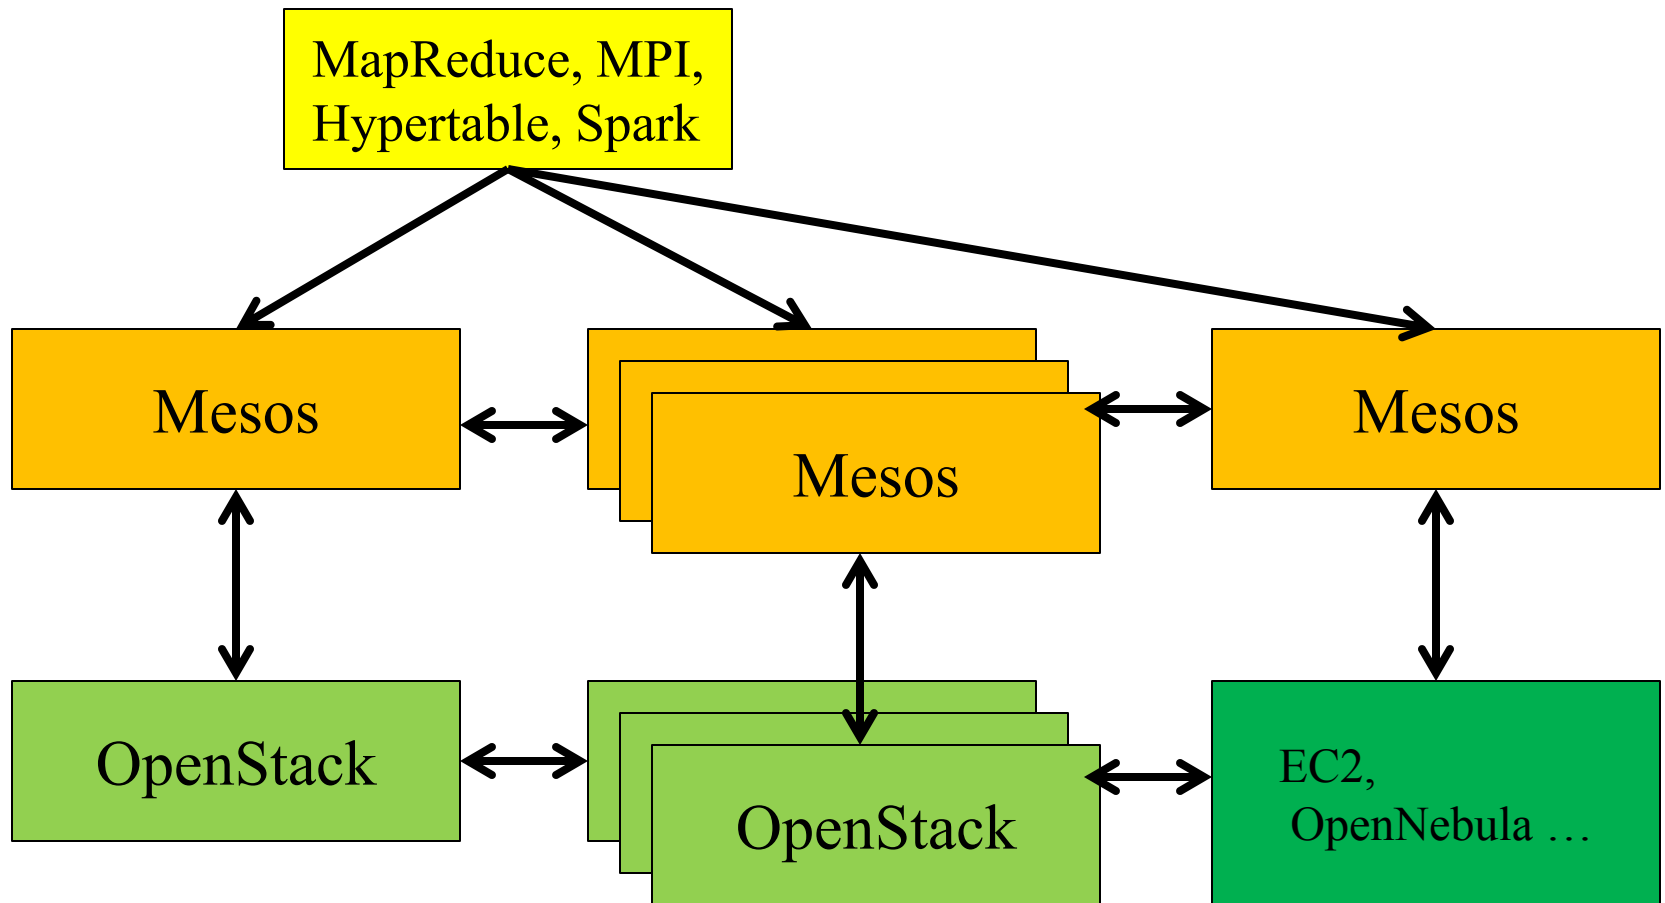 MapReduce, MPI,
Hypertable, Spark
Mesos
Mesos
Mesos
OpenStack
OpenStack
EC2,
OpenNebula …